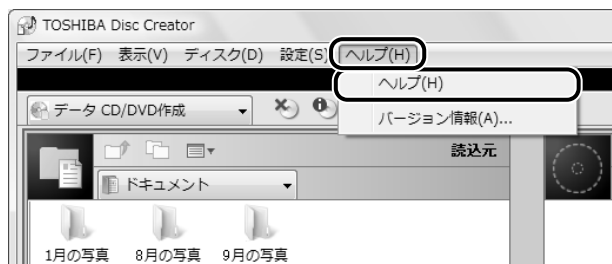 TOSHIBA Disc Creator
ファイル(F) 表示(V) ディスク(D) 設定(S) ヘルプ(H)
ヘルプ(H)
バージョン情報(A)...
データ CD/DVD作成
読込元
ドキュメント
1月の写真 8月の写真 9月の写真